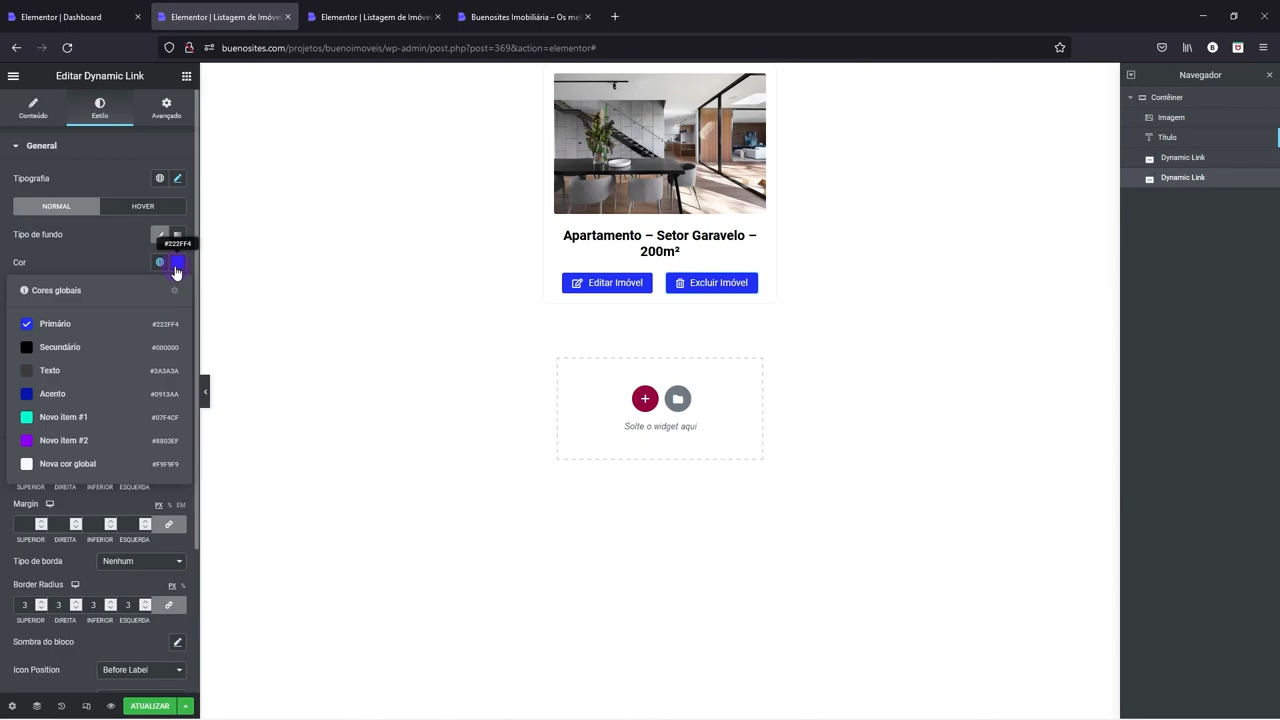 Elementor | Dashboard
Elementor | Listagem de Imóve
Elementor | Listagem de Imóve
Buenosites Imobiliária – Os mel
buenosites.com/projetos/buenoimoveis/wp-admin/post.php?post=369&action=elementor#
Editar Dynamic Link
Conteúdo
Estilo
Avançado
General
Tipografia
NORMAL
HOVER
Tipo de fundo
#222FF4
Cor
Cores globais
Primário #222FF4
Secundário #000000
Texto #3A3A3A
Acento #0913AA
Novo item #1 #07F4CF
Novo item #2 #8803EF
Nova cor global #F9F9F9
SUPERIOR DIREITA INFERIOR ESQUERDA
Margin PX % EM
SUPERIOR DIREITA INFERIOR ESQUERDA
Tipo de borda Nenhum
Border Radius PX %
3 3 3 3
SUPERIOR DIREITA INFERIOR ESQUERDA
Sombra do bloco
Icon Position Before Label
ATUALIZAR
Apartamento – Setor Garavelo –
200m²
Editar Imóvel
Excluir Imóvel
Solte o widget aqui
Navegador
Contêiner
Imagem
Título
Dynamic Link
Dynamic Link